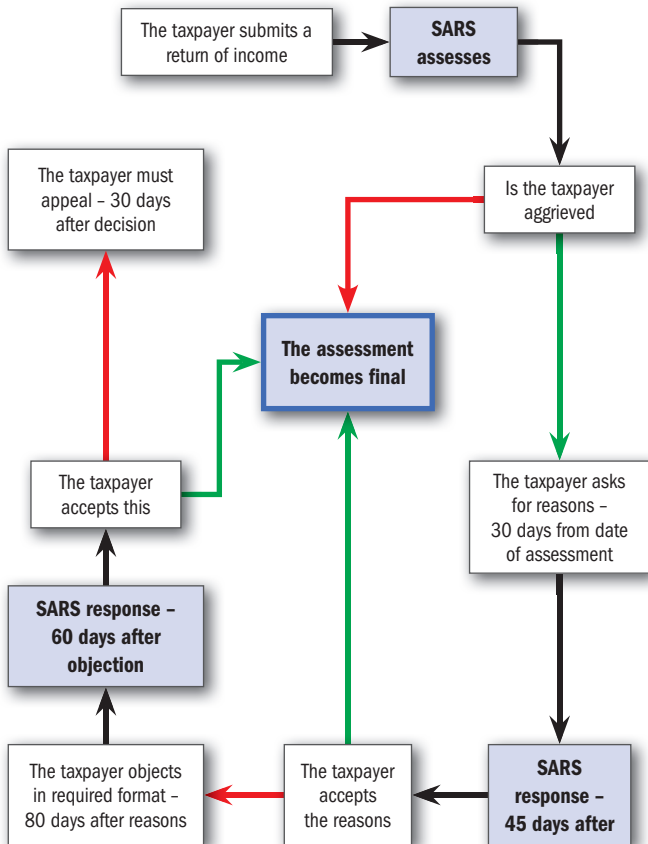 The taxpayer submits a
return of income
SARS
assesses
Is the taxpayer
aggrieved
The taxpayer must
appeal – 30 days
after decision
The assessment
becomes final
The taxpayer
accepts this
The taxpayer asks
for reasons –
30 days from date
of assessment
SARS response –
60 days after
objection
The taxpayer objects
in required format –
80 days after reasons
The taxpayer
accepts
the reasons
SARS
response –
45 days after